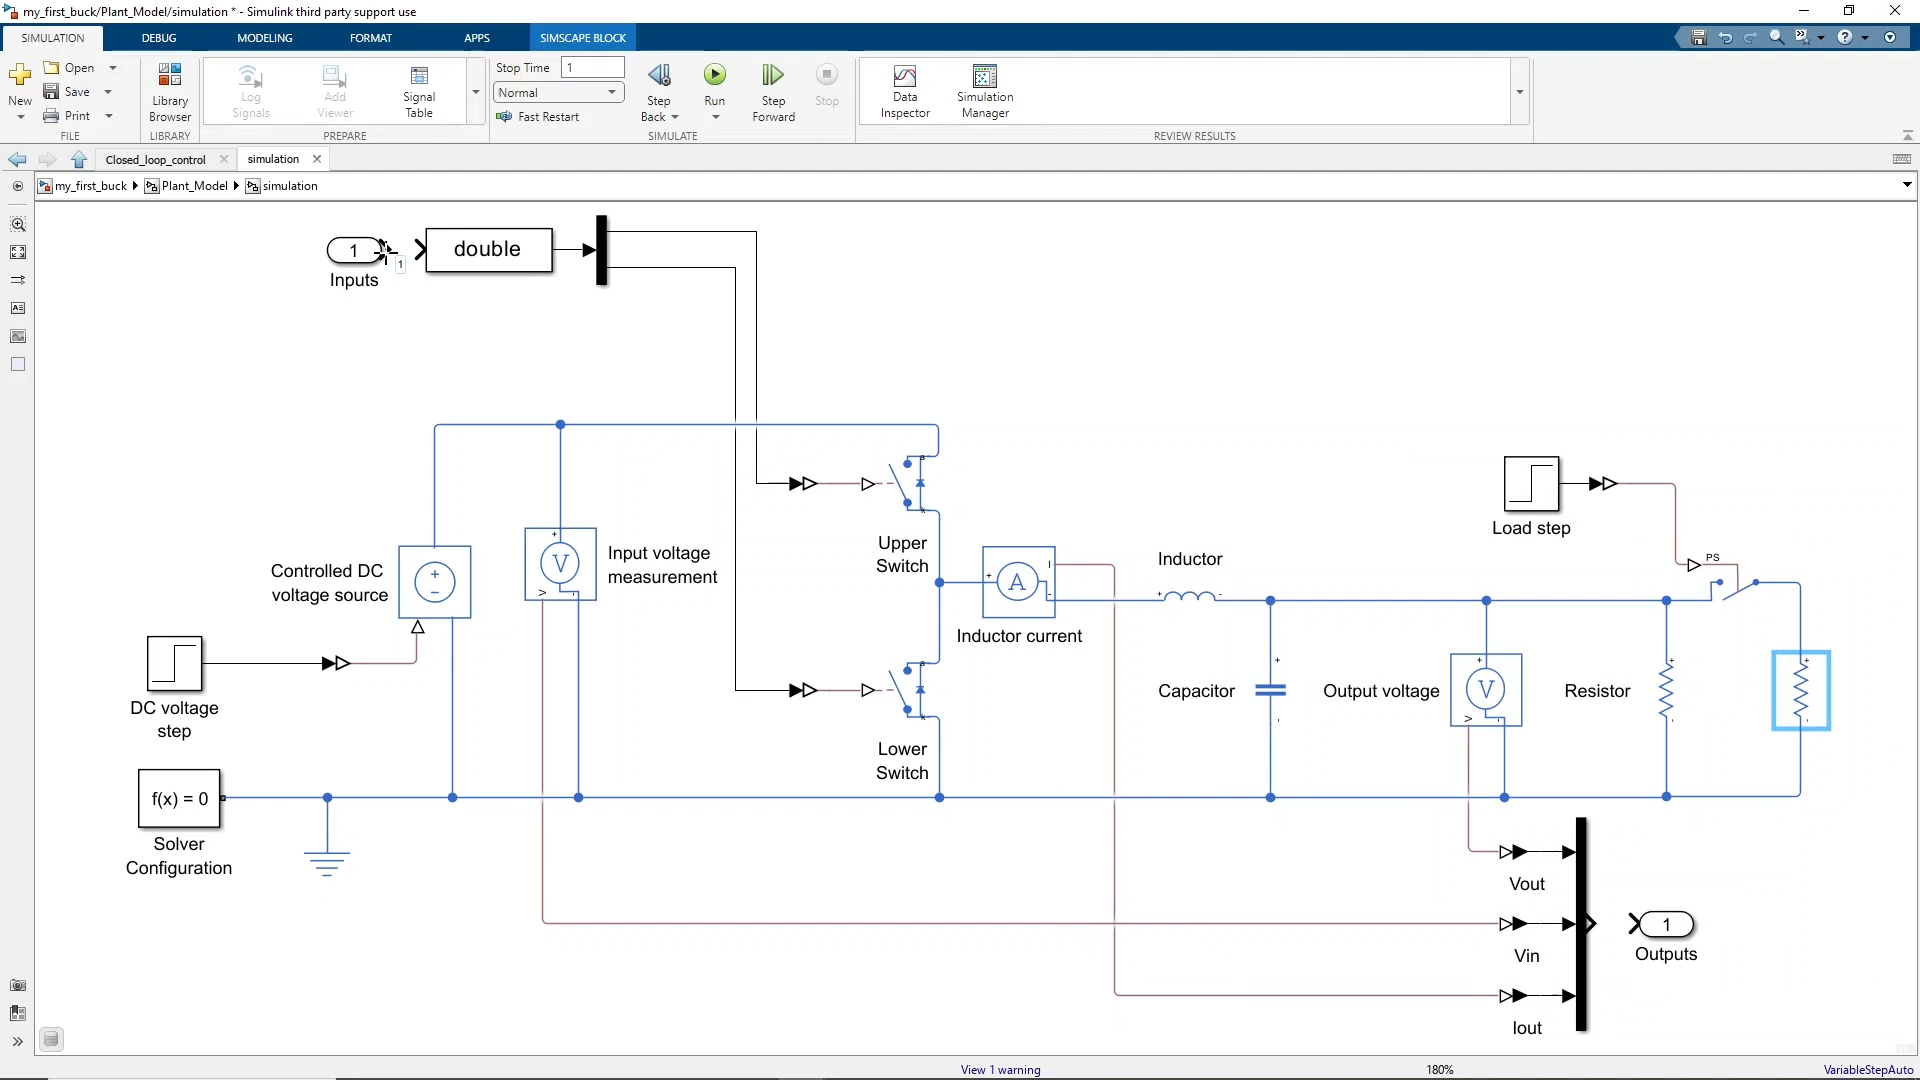 my_first_buck/Plant_Model/simulation * - Simulink third party support use
SIMULATION
DEBUG
MODELING
FORMAT
APPS
SIMSCAPE BLOCK
New
Open
Save
Print
FILE
Library
Browser
LIBRARY
Log
Signals
Add
Viewer
Signal
Table
PREPARE
Stop Time 1
Normal
Fast Restart
Step
Back
Run
Step
Forward
Stop
SIMULATE
Data
Inspector
Simulation
Manager
REVIEW RESULTS
Closed_loop_control
simulation
my_first_buck
Plant_Model
simulation
1
1
Inputs
double
Load step
PS
Upper
Switch
Input voltage
measurement
V
Controlled DC
voltage source
A
Inductor
Inductor current
DC voltage
step
Capacitor
Output voltage
V
Resistor
Lower
Switch
f(x) = 0
Solver
Configuration
Vout
Vin
Iout
1
Outputs
View 1 warning
180%
VariableStepAuto